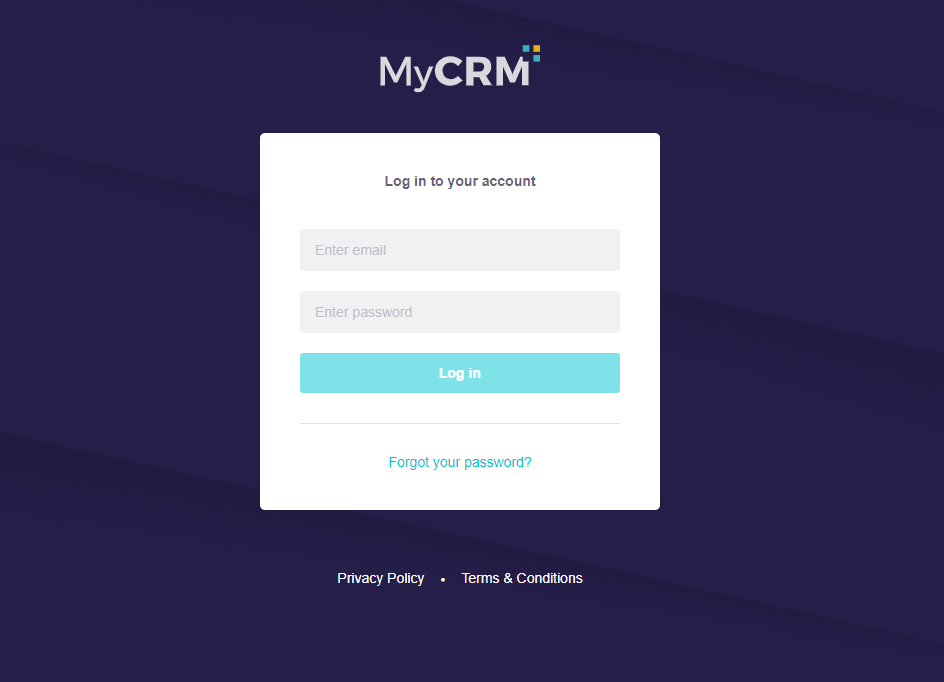 MyCRM
Log in to your account
Enter email
Enter password
Log in
Forgot your password?
Privacy Policy • Terms & Conditions